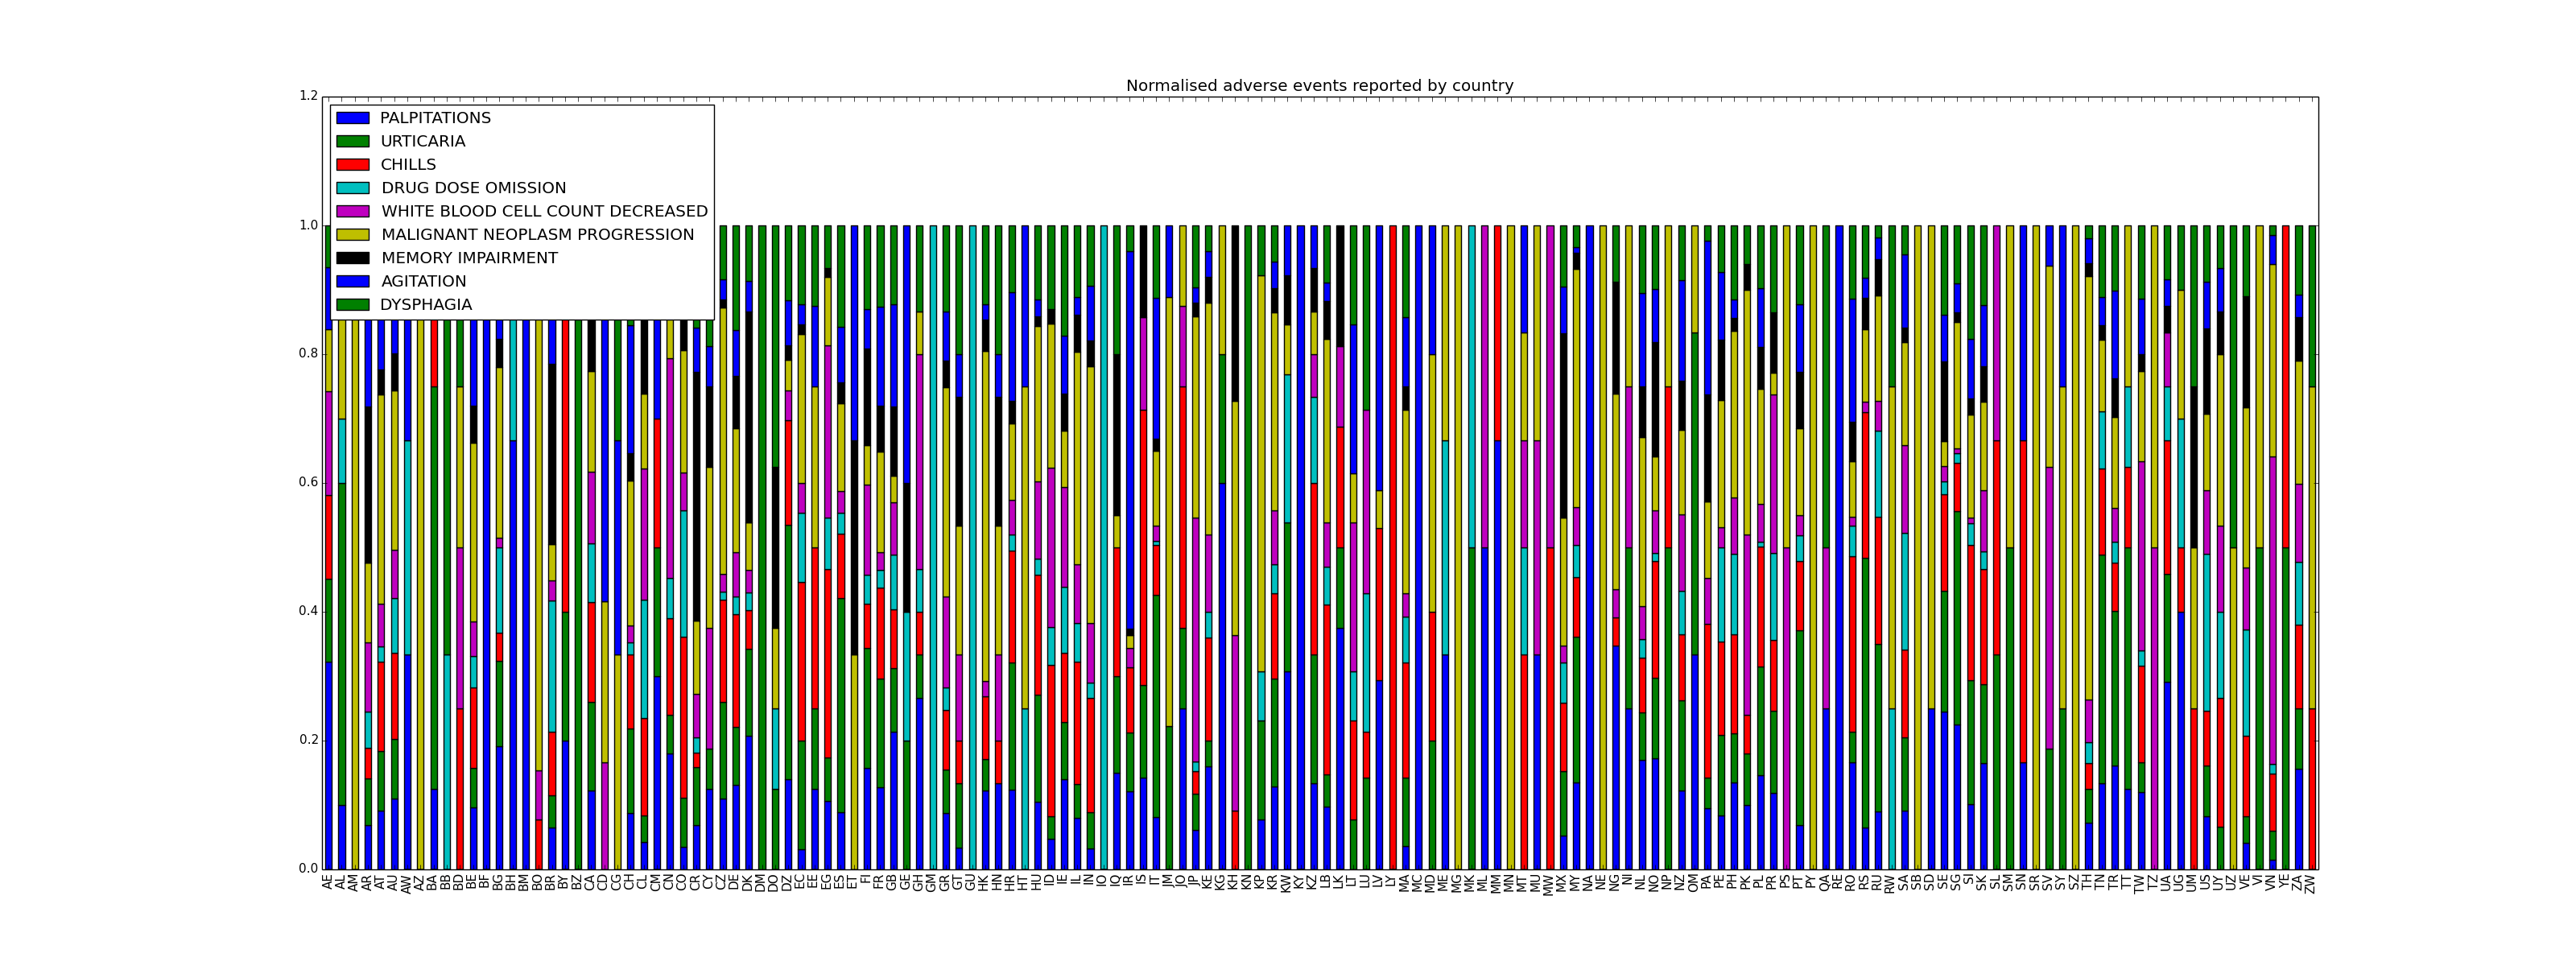 Normalised adverse events reported by country
1.2
1.0
0.8
0.6
0.4
0.2
0.0
PALPITATIONS
URTICARIA
CHILLS
DRUG DOSE OMISSION
WHITE BLOOD CELL COUNT DECREASED
MALIGNANT NEOPLASM PROGRESSION
MEMORY IMPAIRMENT
AGITATION
DYSPHAGIA
AE AL AM AR AT AU AW AZ BA BB BD BE BF BG BH BM BO BR BY BZ CA CD CG CH CL CM CN CO CR CY CZ DE DK DM DO DZ EC EE EG ES ET FI FR GB GE GH GM GR GT GU HK HN HR HT HU ID IE IL IN IO IQ IR IS IT JM JO JP KE KG KH KN KP KR KW KY KZ LB LK LT LU LV LY MA MC MD ME MG MK ML MM MN MT MU MW MX MY NA NE NG NI NL NO NP NZ OM PA PE PH PK PL PR PS PT PY QA RE RO RS RU RW SA SB SD SE SG SI SK SL SM SN SR SV SY SZ TH TN TR TT TW TZ UA UG UM US UY UZ VE VI VN YE ZA ZW